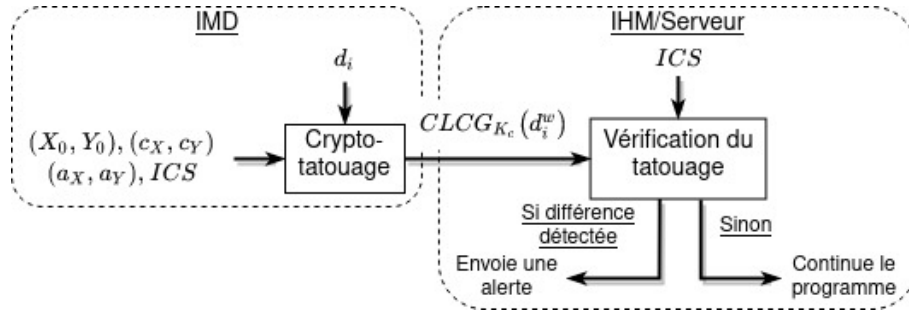 IMD
IHM/Serveur
$d_i$
$ICS$
$(X_0, Y_0), (c_X, c_Y)$
$(a_X, a_Y), ICS$
Crypto-
tatouage
$CLCG_{K_c}(d_i^w)$
Vérification du
tatouage
Si différence
détectée
Sinon
Envoie une
alerte
Continue le
programme